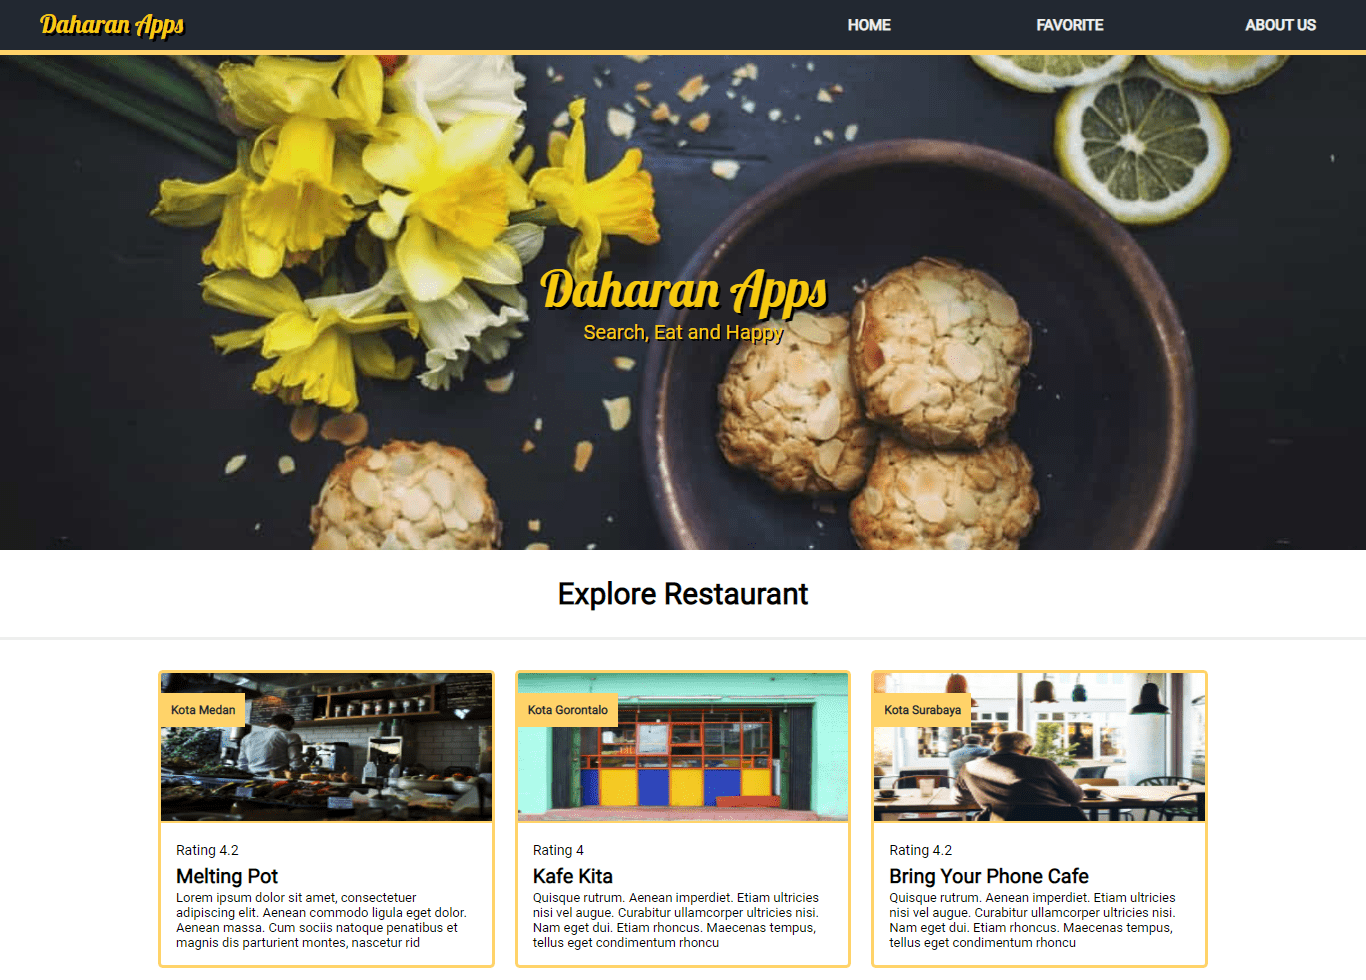 Daharan Apps
HOME
FAVORITE
ABOUT US
Daharan Apps
Search, Eat and Happy
Explore Restaurant
Kota Medan
Rating 4.2
Melting Pot
Lorem ipsum dolor sit amet, consectetuer
adipiscing elit. Aenean commodo ligula eget dolor.
Aenean massa. Cum sociis natoque penatibus et
magnis dis parturient montes, nascetur rid
Kota Gorontalo
Rating 4
Kafe Kita
Quisque rutrum. Aenean imperdiet. Etiam ultricies
nisi vel augue. Curabitur ullamcorper ultricies nisi.
Nam eget dui. Etiam rhoncus. Maecenas tempus,
tellus eget condimentum rhoncu
Kota Surabaya
Rating 4.2
Bring Your Phone Cafe
Quisque rutrum. Aenean imperdiet. Etiam ultricies
nisi vel augue. Curabitur ullamcorper ultricies nisi.
Nam eget dui. Etiam rhoncus. Maecenas tempus,
tellus eget condimentum rhoncu